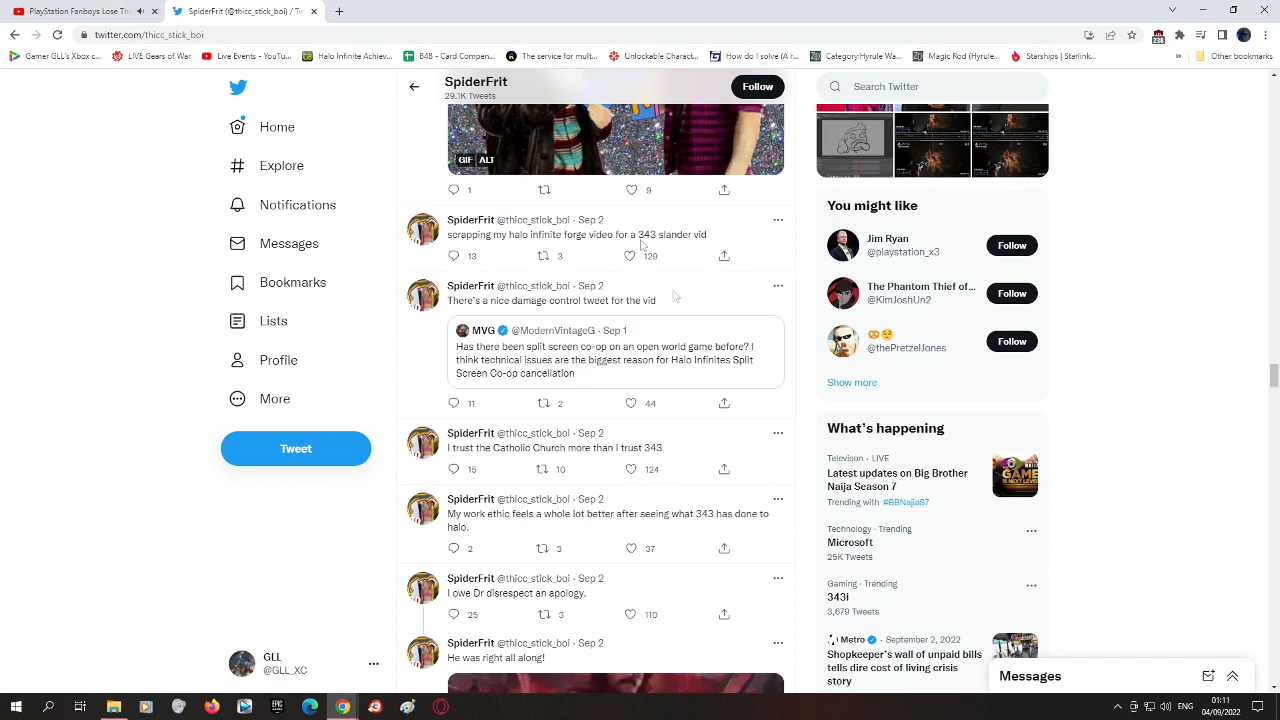 PlayStation Fanboys Lose The
SpiderFrit (@thicc_stick_boi) / Tw
twitter.com/thicc_stick_boi
231
Gamer GLL's Xbox c...
LIVE Gears of War
Live Events - YouTu...
Halo Infinite Achiev...
B4B - Card Compen...
The service for mult...
Unlockable Charact...
How do I solve (A r...
Category:Hyrule Wa...
Magic Rod (Hyrule...
Starships | Starlink...
Other bookmarks
SpiderFrit
29.1K Tweets
Follow
Search Twitter
Home
Explore
Notifications
Messages
Bookmarks
Lists
Profile
More
Tweet
GLL
@GLL_XC
GIF ALT
1
9
SpiderFrit @thicc_stick_boi · Sep 2
scrapping my halo infinite forge video for a 343 slander vid
13
3
129
SpiderFrit @thicc_stick_boi · Sep 2
There's a nice damage control tweet for the vid
MVG @ModernVintageG · Sep 1
Has there been split screen co-op on an open world game before? I
think technical issues are the biggest reason for Halo Infinites Split
Screen Co-op cancellation
11
2
44
SpiderFrit @thicc_stick_boi · Sep 2
I trust the Catholic Church more than I trust 343
15
10
124
SpiderFrit @thicc_stick_boi · Sep 2
My work ethic feels a whole lot better after seeing what 343 has done to
halo.
2
3
37
SpiderFrit @thicc_stick_boi · Sep 2
I owe Dr disrespect an apology.
25
3
110
SpiderFrit @thicc_stick_boi · Sep 2
He was right all along!
You might like
Jim Ryan
@playstation_x3
Follow
The Phantom Thief of...
@KimJoshUn2
Follow
@thePretzelJones
Follow
Show more
What's happening
Televison · LIVE
Latest updates on Big Brother
Naija Season 7
Trending with #BBNaijaS7
Technology · Trending
Microsoft
25K Tweets
Gaming · Trending
343i
3,679 Tweets
Metro · September 2, 2022
Shopkeeper's wall of unpaid bills
tells dire cost of living crisis
story
Messages
ENG
01:11
04/09/2022